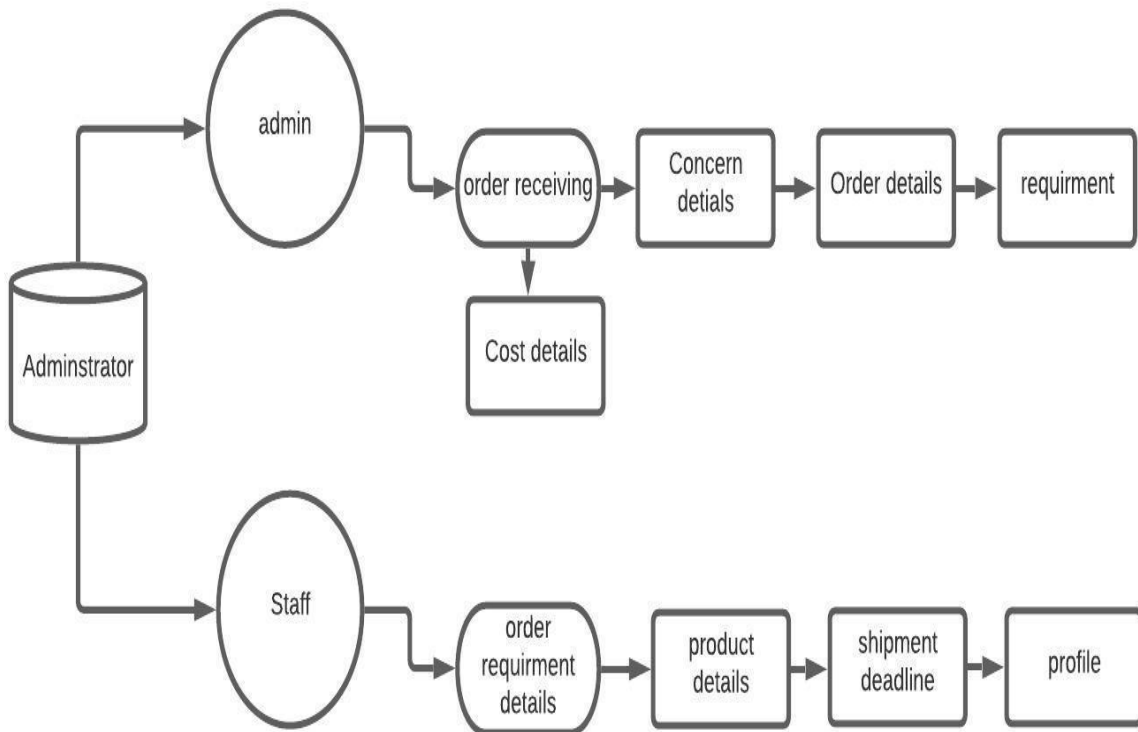 admin
order receiving
Concern
detials
Order details
requirment
Cost details
Adminstrator
Staff
order
requirment
details
product
details
shipment
deadline
profile